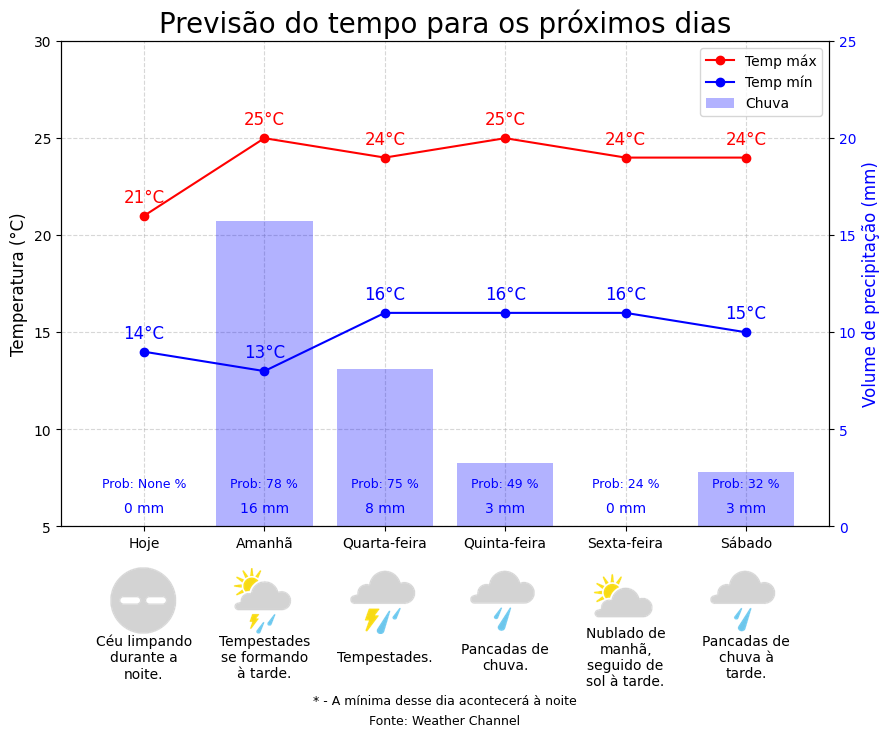 Previsão do tempo para os próximos dias
30
25
20
15
10
5
Temperatura (°C)
25
20
15
10
5
0
Volume de precipitação (mm)
Temp máx
Temp mín
Chuva
21°C
25°C
24°C
25°C
24°C
24°C
14°C
13°C
16°C
16°C
16°C
15°C
Prob: None %
Prob: 78 %
Prob: 75 %
Prob: 49 %
Prob: 24 %
Prob: 32 %
0 mm
16 mm
8 mm
3 mm
0 mm
3 mm
Hoje
Amanhã
Quarta-feira
Quinta-feira
Sexta-feira
Sábado
Céu limpando
durante a
noite.
Tempestades
se formando
à tarde.
Tempestades.
Pancadas de
chuva.
Nublado de
manhã,
seguido de
sol à tarde.
Pancadas de
chuva à
tarde.
* - A mínima desse dia acontecerá à noite
Fonte: Weather Channel